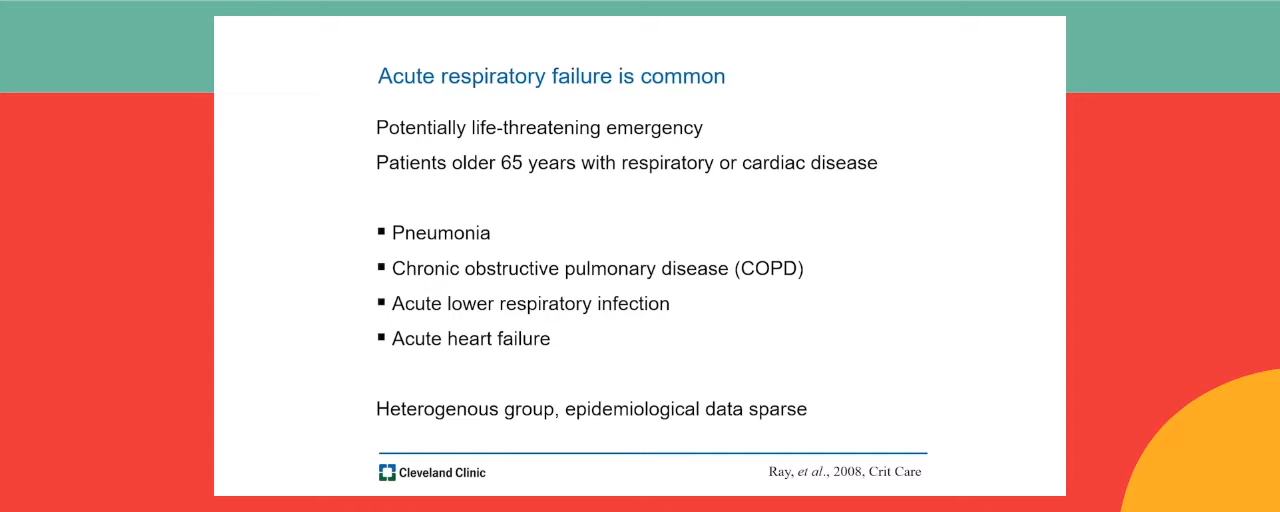 Acute respiratory failure is common
Potentially life-threatening emergency
Patients older 65 years with respiratory or cardiac disease
▪ Pneumonia
▪ Chronic obstructive pulmonary disease (COPD)
▪ Acute lower respiratory infection
▪ Acute heart failure
Heterogenous group, epidemiological data sparse
Cleveland Clinic
Ray, et al., 2008, Crit Care